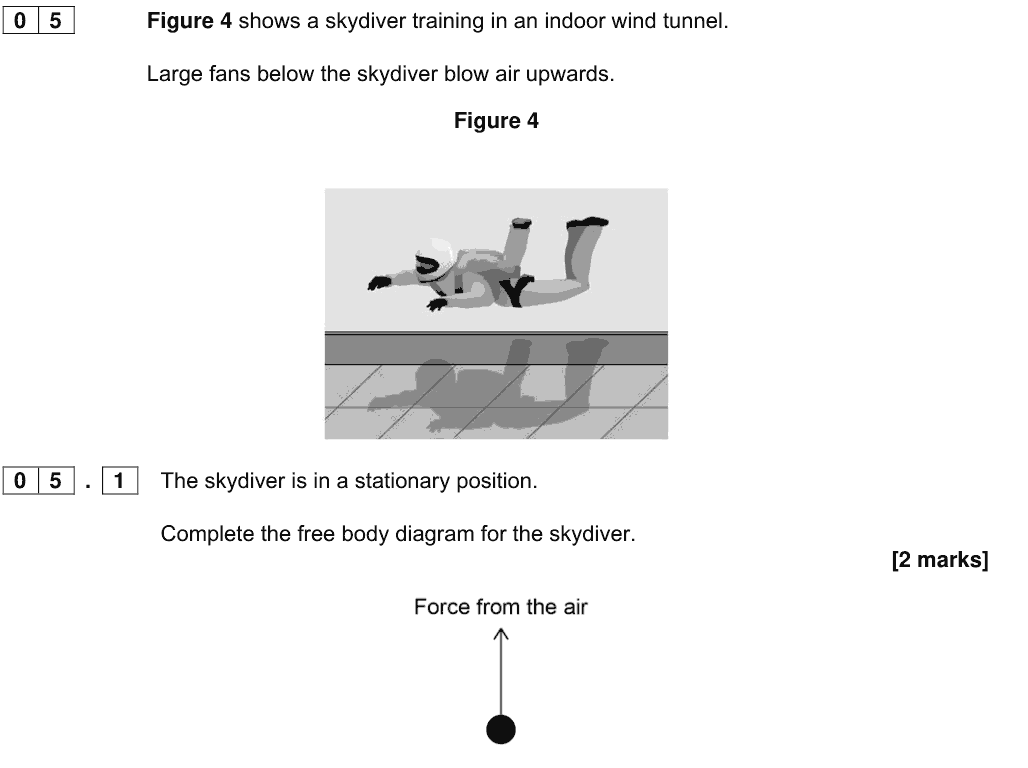 0 5 Figure 4 shows a skydiver training in an indoor wind tunnel.
Large fans below the skydiver blow air upwards.
Figure 4
0 5 . 1 The skydiver is in a stationary position.
Complete the free body diagram for the skydiver.
[2 marks]
Force from the air